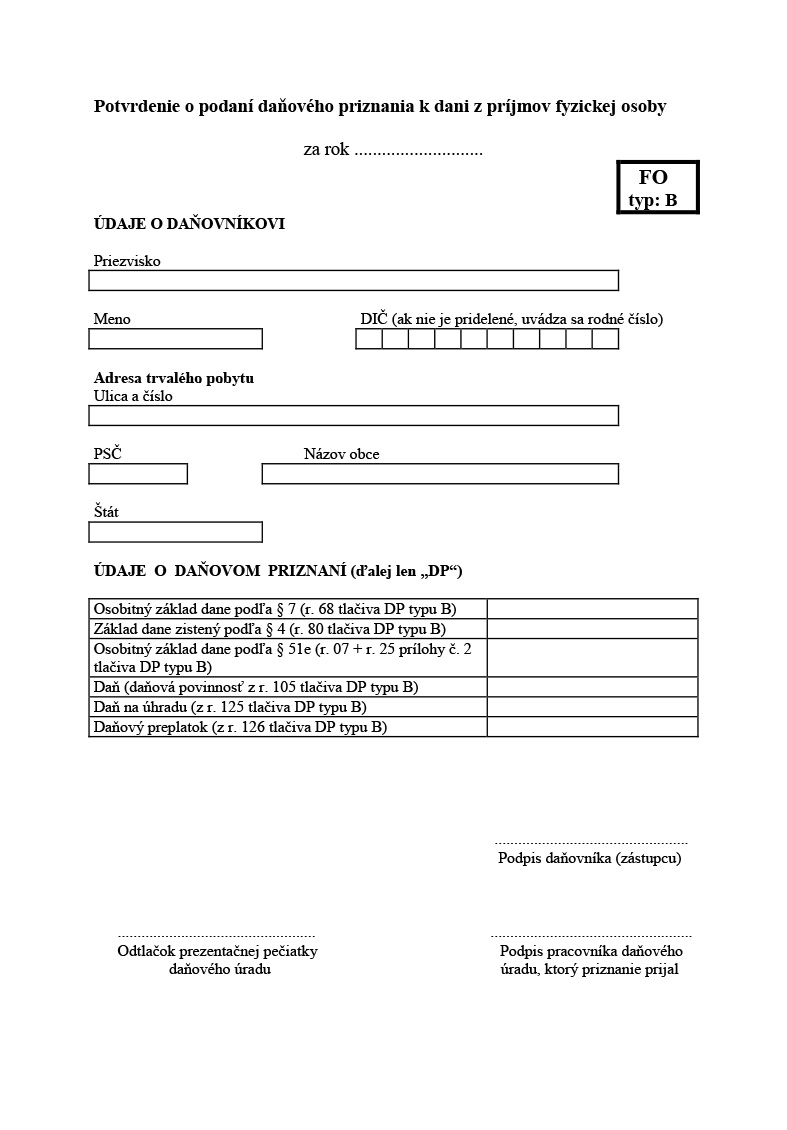 Potvrdenie o podaní daňového priznania k dani z príjmov fyzickej osoby
za rok ............................
FO
typ: B
ÚDAJE O DAŇOVNÍKOVI
Priezvisko
Meno
DIČ (ak nie je pridelené, uvádza sa rodné číslo)
Adresa trvalého pobytu
Ulica a číslo
PSČ
Názov obce
Štát
ÚDAJE O DAŇOVOM PRIZNANÍ (ďalej len „DP“)
Osobitný základ dane podľa § 7 (r. 68 tlačiva DP typu B)
Základ dane zistený podľa § 4 (r. 80 tlačiva DP typu B)
Osobitný základ dane podľa § 51e (r. 07 + r. 25 prílohy č. 2
tlačiva DP typu B)
Daň (daňová povinnosť z r. 105 tlačiva DP typu B)
Daň na úhradu (z r. 125 tlačiva DP typu B)
Daňový preplatok (z r. 126 tlačiva DP typu B)
..................................................
Podpis daňovníka (zástupcu)
..................................................
Odtlačok prezentačnej pečiatky
daňového úradu
..................................................
Podpis pracovníka daňového
úradu, ktorý priznanie prijal